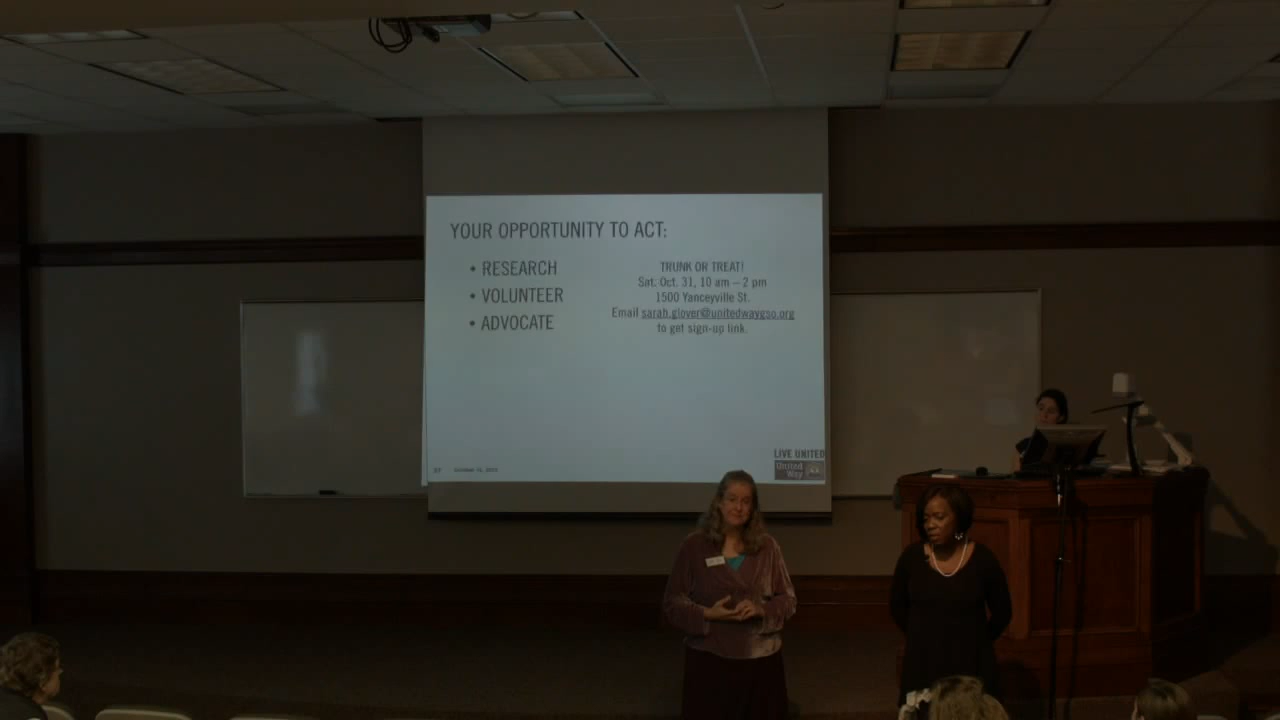 YOUR OPPORTUNITY TO ACT:
• RESEARCH
• VOLUNTEER
• ADVOCATE
TRUNK OR TREAT!
Sat. Oct. 31, 10 am – 2 pm
1500 Yanceyville St.
Email sarah.glover@unitedwaygso.org
to get sign-up link.
LIVE UNITED
United
Way
37